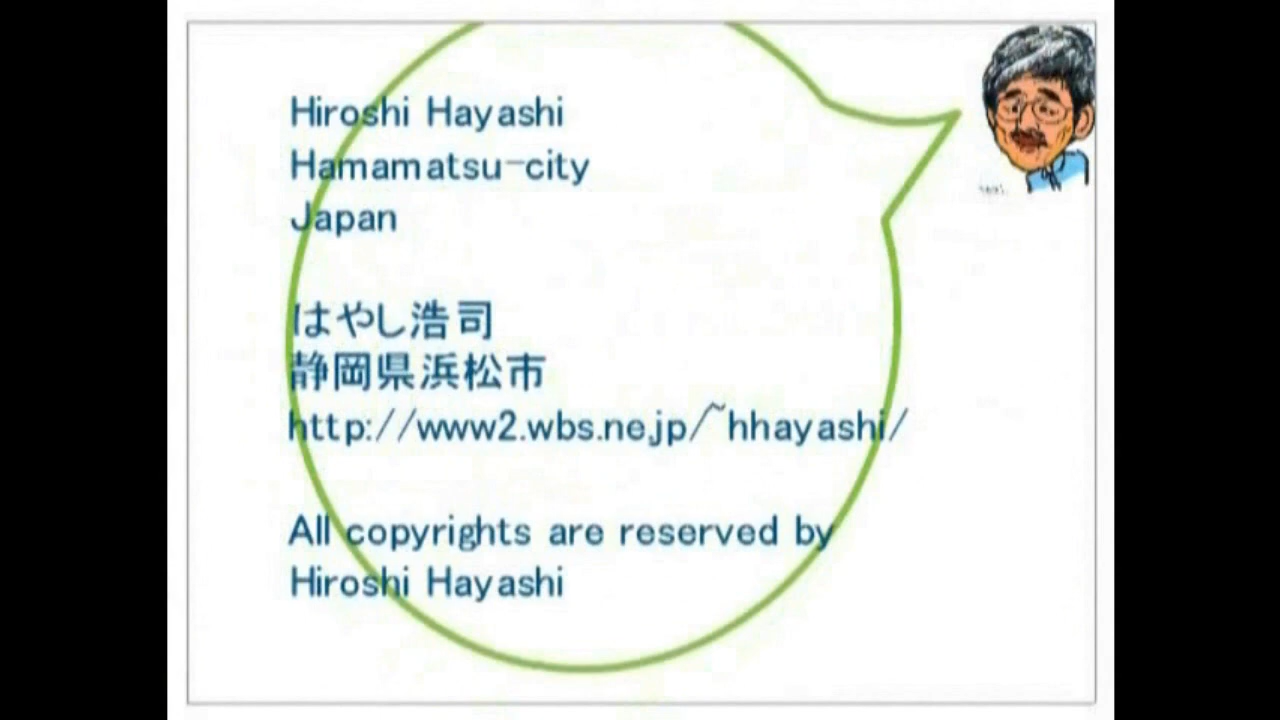 Hiroshi Hayashi
Hamamatsu-city
Japan
はやし浩司
静岡県浜松市
http://www2.wbs.ne.jp/~hhayashi/
All copyrights are reserved by
Hiroshi Hayashi